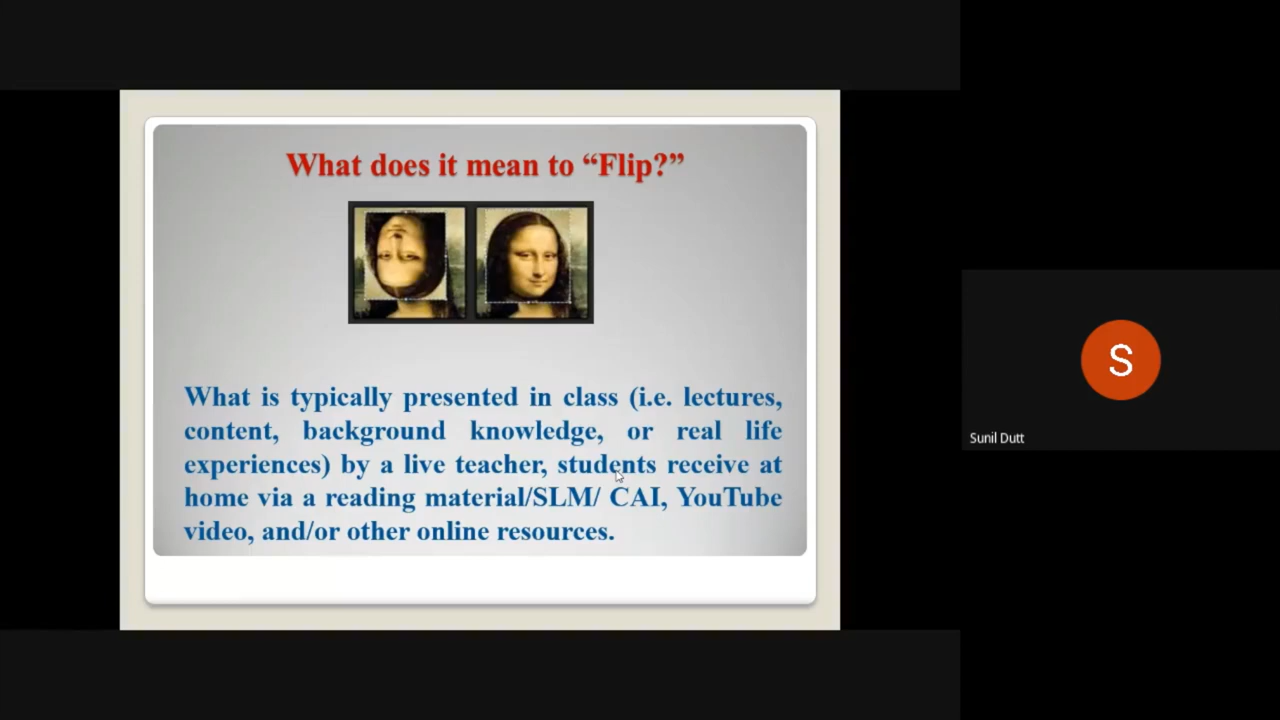 What does it mean to “Flip?”
What is typically presented in class (i.e. lectures,
content, background knowledge, or real life
experiences) by a live teacher, students receive at
home via a reading material/SLM/ CAI, YouTube
video, and/or other online resources.
S
Sunil Dutt